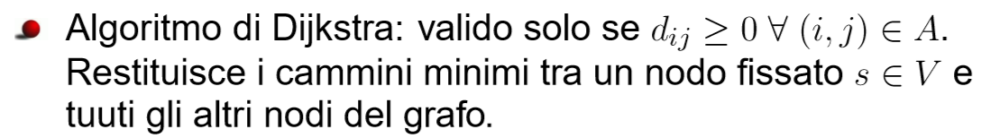 Algoritmo di Dijkstra: valido solo se $d_{ij} \geq 0 \; \forall \; (i, j) \in A$.
Restituisce i cammini minimi tra un nodo fissato $s \in V$ e
tuuti gli altri nodi del grafo.